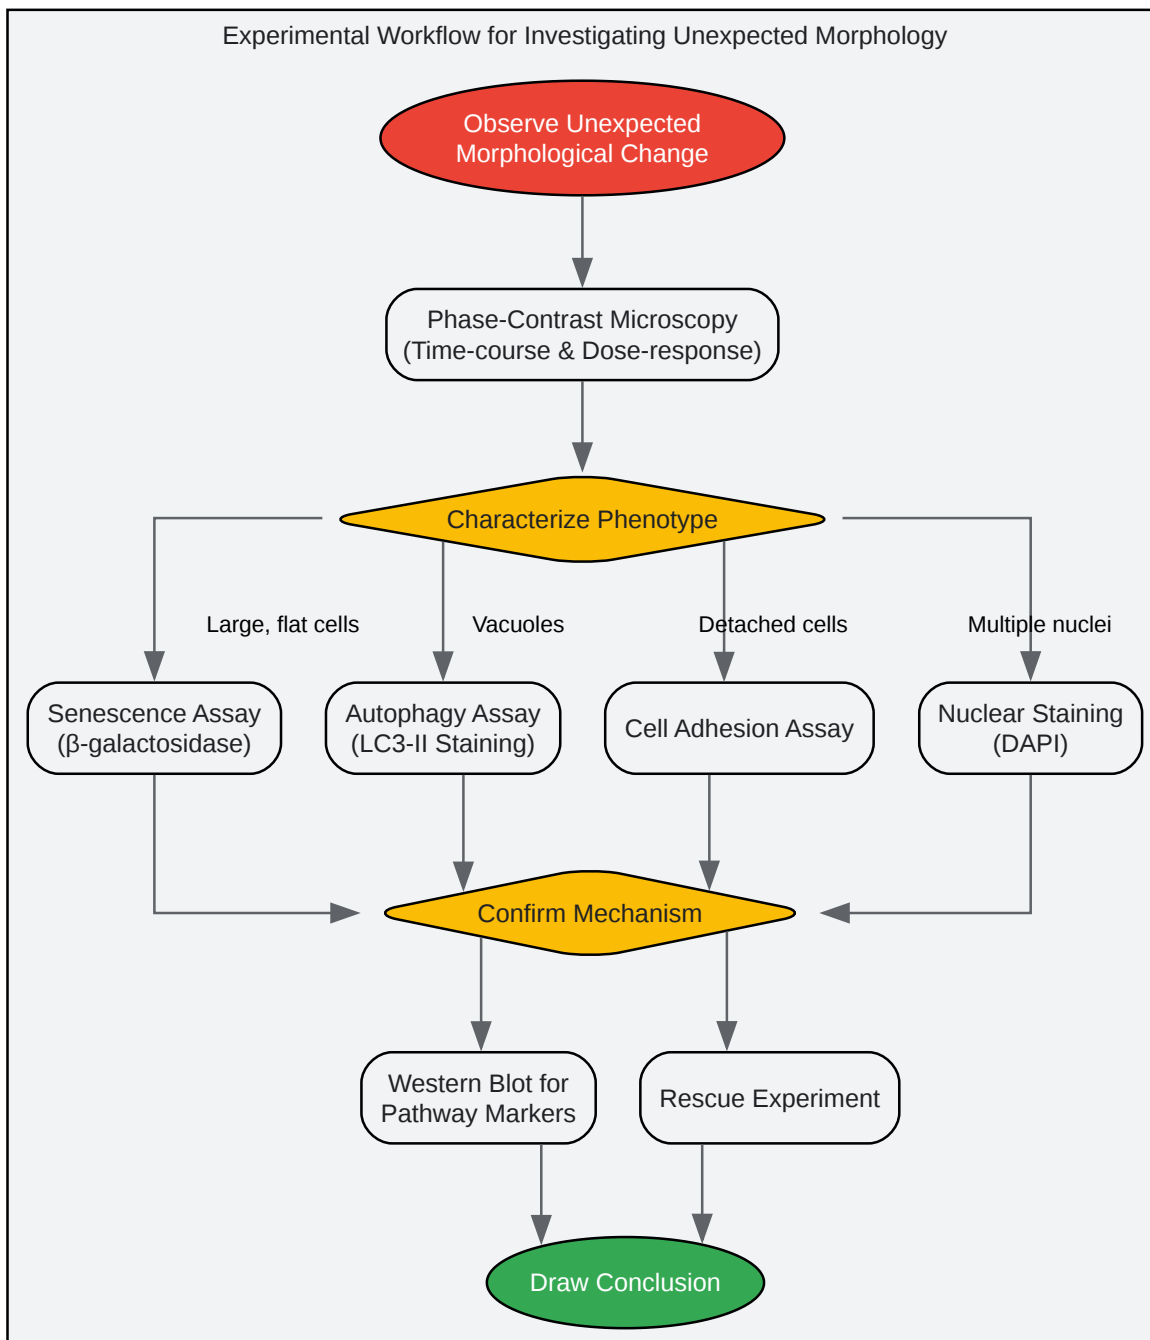 Experimental Workflow for Investigating Unexpected Morphology
Observe Unexpected
Morphological Change
Phase-Contrast Microscopy
(Time-course & Dose-response)
Characterize Phenotype
Large, flat cells
Vacuoles
Detached cells
Multiple nuclei
Senescence Assay
(β-galactosidase)
Autophagy Assay
(LC3-II Staining)
Cell Adhesion Assay
Nuclear Staining
(DAPI)
Confirm Mechanism
Western Blot for
Pathway Markers
Rescue Experiment
Draw Conclusion